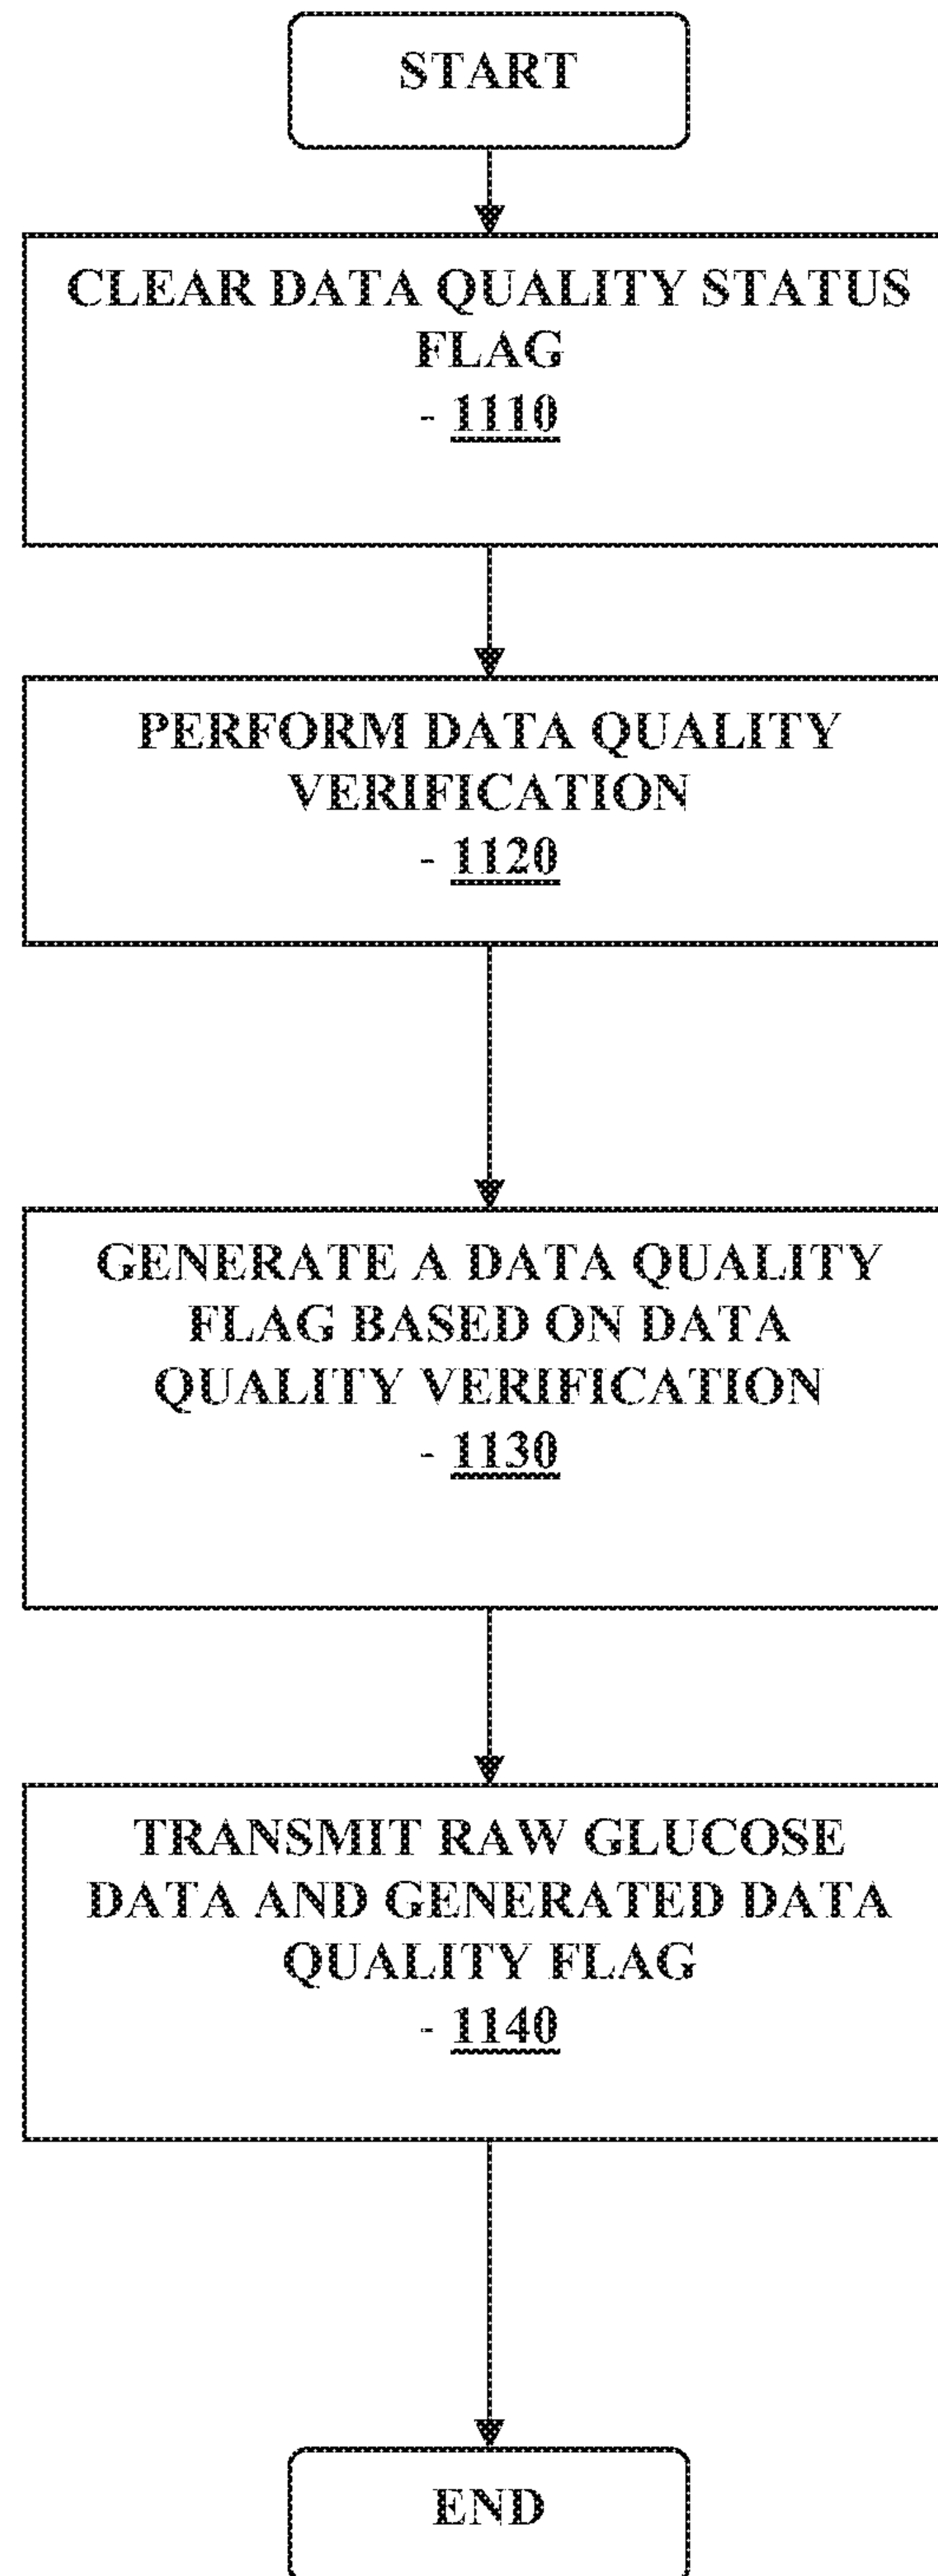 START
CLEAR DATA QUALITY STATUS
FLAG
- 1110
PERFORM DATA QUALITY
VERIFICATION
- 1120
GENERATE A DATA QUALITY
FLAG BASED ON DATA
QUALITY VERIFICATION
- 1130
TRANSMIT RAW GLUCOSE
DATA AND GENERATED DATA
QUALITY FLAG
- 1140
END